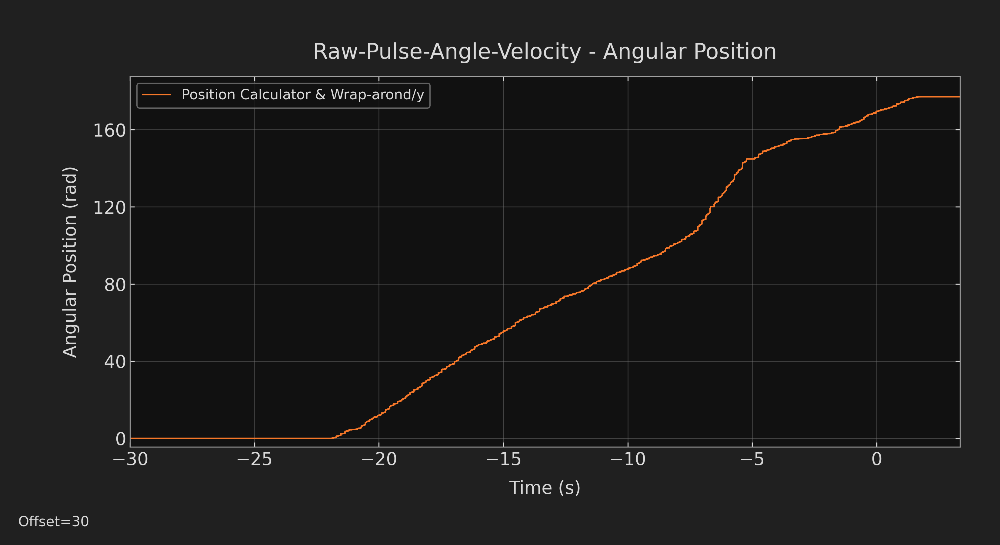 Raw-Pulse-Angle-Velocity - Angular Position
Position Calculator & Wrap-arond/y
Angular Position (rad)
160
120
80
40
0
−30 −25 −20 −15 −10 −5 0
Time (s)
Offset=30